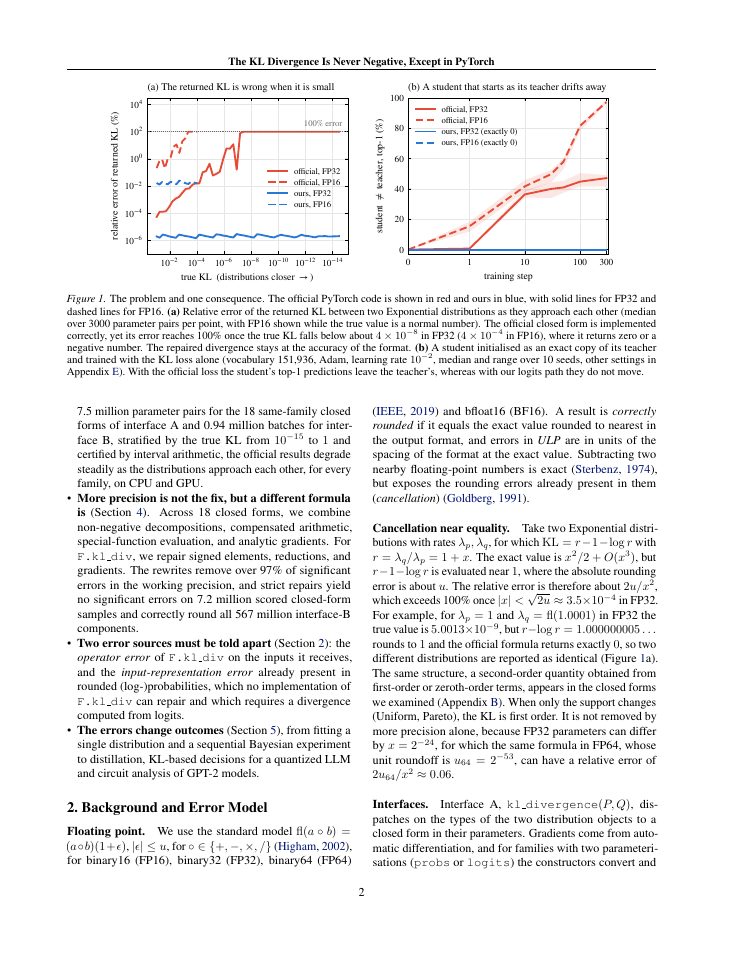 The KL Divergence Is Never Negative, Except in PyTorch
(a) The returned KL is wrong when it is small
relative error of returned KL (%)
10⁴
10²
10⁰
10⁻²
10⁻⁴
10⁻⁶
100% error
official, FP32
official, FP16
ours, FP32
ours, FP16
10⁻² 10⁻⁴ 10⁻⁶ 10⁻⁸ 10⁻¹⁰ 10⁻¹² 10⁻¹⁴
true KL (distributions closer →)
(b) A student that starts as its teacher drifts away
student ≠ teacher, top-1 (%)
100
80
60
40
20
0
official, FP32
official, FP16
ours, FP32 (exactly 0)
ours, FP16 (exactly 0)
0 1 10 100 300
training step
Figure 1. The problem and one consequence. The official PyTorch code is shown in red and ours in blue, with solid lines for FP32 and
dashed lines for FP16. (a) Relative error of the returned KL between two Exponential distributions as they approach each other (median
over 3000 parameter pairs per point, with FP16 shown while the true value is a normal number). The official closed form is implemented
correctly, yet its error reaches 100% once the true KL falls below about 4 × 10⁻⁸ in FP32 (4 × 10⁻⁴ in FP16), where it returns zero or a
negative number. The repaired divergence stays at the accuracy of the format. (b) A student initialised as an exact copy of its teacher
and trained with the KL loss alone (vocabulary 151,936, Adam, learning rate 10⁻², median and range over 10 seeds, other settings in
Appendix E). With the official loss the student's top-1 predictions leave the teacher's, whereas with our logits path they do not move.
7.5 million parameter pairs for the 18 same-family closed
forms of interface A and 0.94 million batches for inter-
face B, stratified by the true KL from 10⁻¹⁵ to 1 and
certified by interval arithmetic, the official results degrade
steadily as the distributions approach each other, for every
family, on CPU and GPU.
• More precision is not the fix, but a different formula
is (Section 4). Across 18 closed forms, we combine
non-negative decompositions, compensated arithmetic,
special-function evaluation, and analytic gradients. For
F.kl_div, we repair signed elements, reductions, and
gradients. The rewrites remove over 97% of significant
errors in the working precision, and strict repairs yield
no significant errors on 7.2 million scored closed-form
samples and correctly round all 567 million interface-B
components.
• Two error sources must be told apart (Section 2): the
operator error of F.kl_div on the inputs it receives,
and the input-representation error already present in
rounded (log-)probabilities, which no implementation of
F.kl_div can repair and which requires a divergence
computed from logits.
• The errors change outcomes (Section 5), from fitting a
single distribution and a sequential Bayesian experiment
to distillation, KL-based decisions for a quantized LLM
and circuit analysis of GPT-2 models.
2. Background and Error Model
Floating point. We use the standard model fl(a ∘ b) =
(a∘b)(1+ϵ), |ϵ| ≤ u, for ∘ ∈ {+, −, ×, /} (Higham, 2002),
for binary16 (FP16), binary32 (FP32), binary64 (FP64)
(IEEE, 2019) and bfloat16 (BF16). A result is correctly
rounded if it equals the exact value rounded to nearest in
the output format, and errors in ULP are in units of the
spacing of the format at the exact value. Subtracting two
nearby floating-point numbers is exact (Sterbenz, 1974),
but exposes the rounding errors already present in them
(cancellation) (Goldberg, 1991).
Cancellation near equality. Take two Exponential distri-
butions with rates λₚ, λ_q, for which KL = r−1−log r with
r = λ_q/λₚ = 1 + x. The exact value is x²/2 + O(x³), but
r−1−log r is evaluated near 1, where the absolute rounding
error is about u. The relative error is therefore about 2u/x²,
which exceeds 100% once |x| < √2u ≈ 3.5×10⁻⁴ in FP32.
For example, for λₚ = 1 and λ_q = fl(1.0001) in FP32 the
true value is 5.0013×10⁻⁹, but r−log r = 1.000000005 . . .
rounds to 1 and the official formula returns exactly 0, so two
different distributions are reported as identical (Figure 1a).
The same structure, a second-order quantity obtained from
first-order or zeroth-order terms, appears in the closed forms
we examined (Appendix B). When only the support changes
(Uniform, Pareto), the KL is first order. It is not removed by
more precision alone, because FP32 parameters can differ
by x = 2⁻²⁴, for which the same formula in FP64, whose
unit roundoff is u₆₄ = 2⁻⁵³, can have a relative error of
2u₆₄/x² ≈ 0.06.
Interfaces. Interface A, kl_divergence(P, Q), dis-
patches on the types of the two distribution objects to a
closed form in their parameters. Gradients come from auto-
matic differentiation, and for families with two parameteri-
sations (probs or logits) the constructors convert and
2